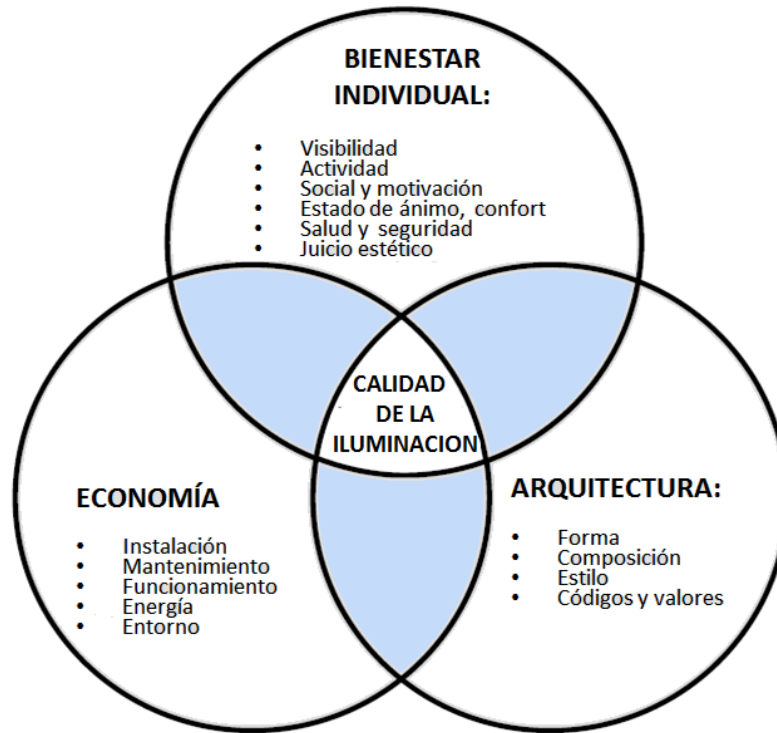 BIENESTAR
INDIVIDUAL:
• Visibilidad
• Actividad
• Social y motivación
• Estado de ánimo, confort
• Salud y seguridad
• Juicio estético
CALIDAD
DE LA
ILUMINACION
ECONOMÍA
• Instalación
• Mantenimiento
• Funcionamiento
• Energía
• Entorno
ARQUITECTURA:
• Forma
• Composición
• Estilo
• Códigos y valores